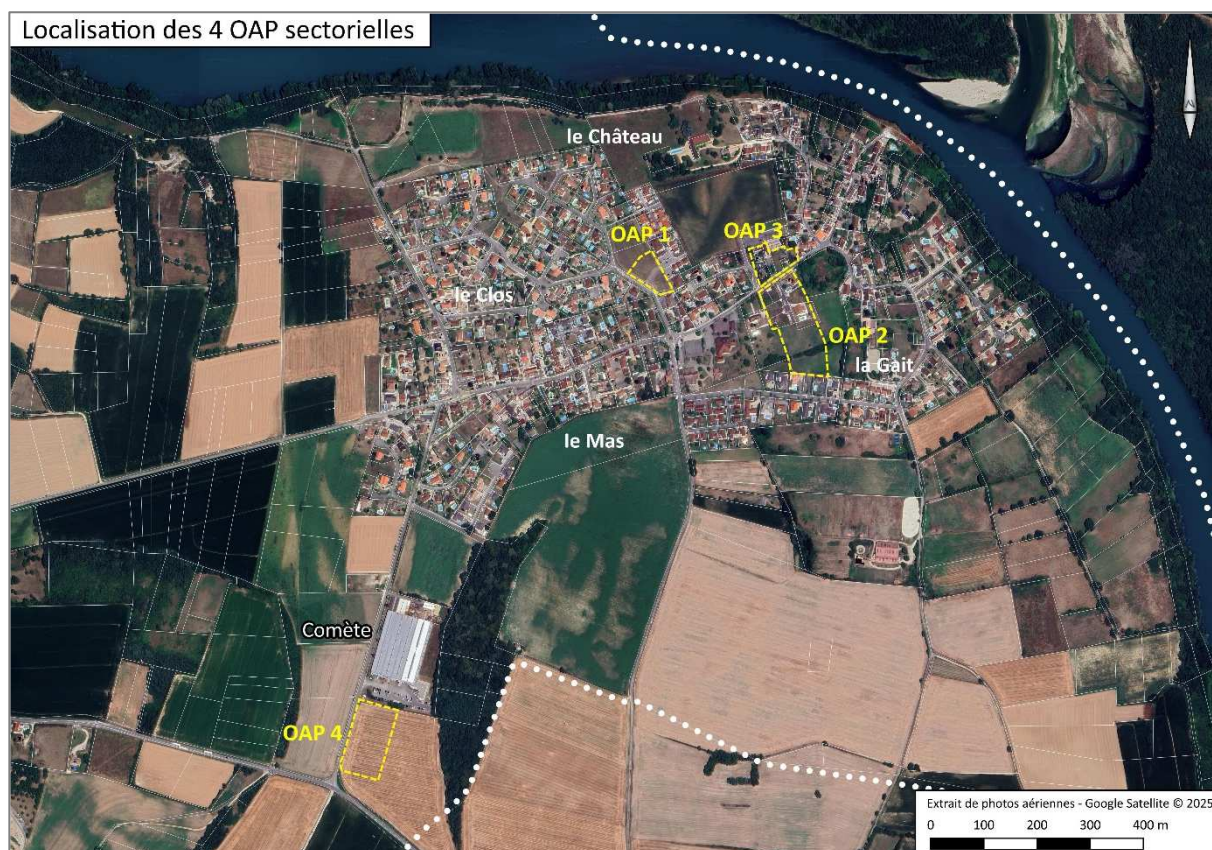 Localisation des 4 OAP sectorielles
N
le Château
OAP 1
OAP 3
le Clos
OAP 2
la Gait
le Mas
Comète
OAP 4
Extrait de photos aériennes - Google Satellite © 2025
0 100 200 300 400 m